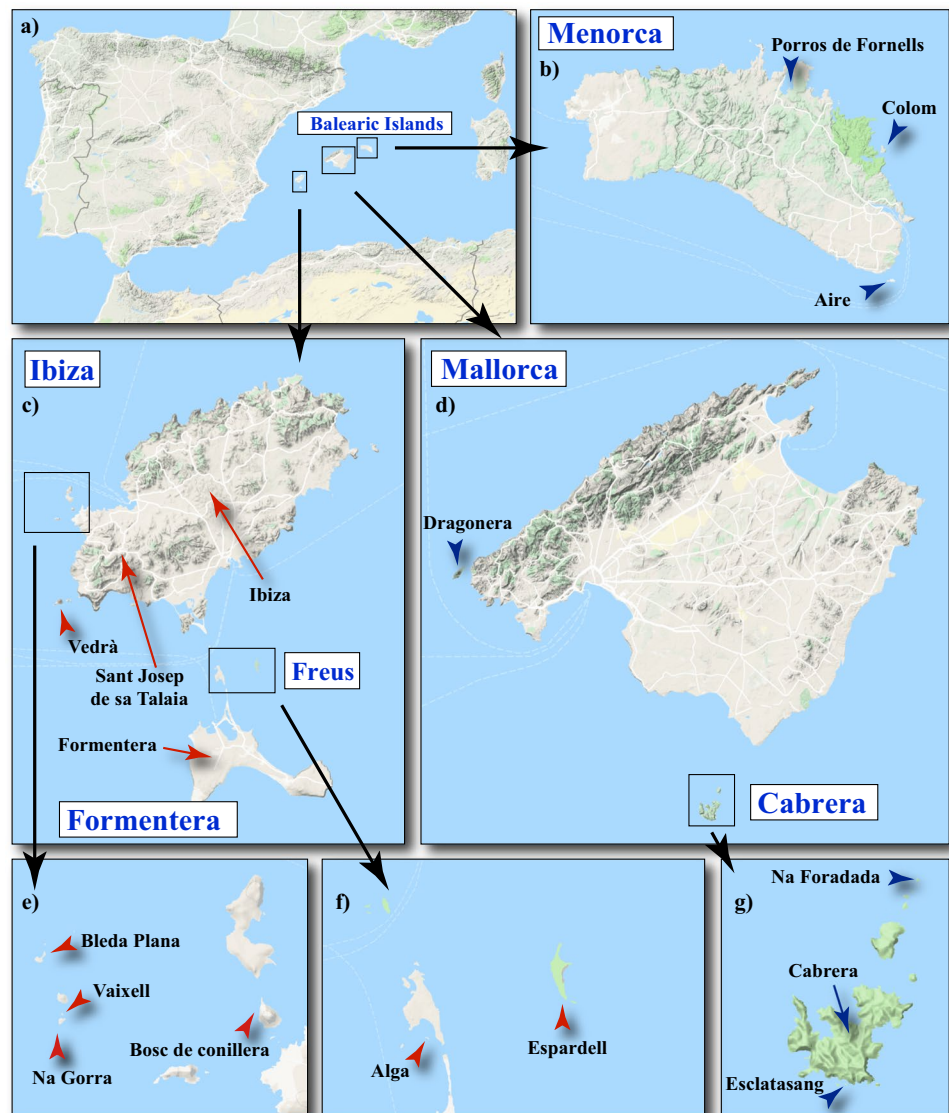 a)
Balearic Islands
Menorca
b)
Porros de Fornells
Colom
Aire
Ibiza
c)
Ibiza
Vedrà
Sant Josep
de sa Talaia
Freus
Formentera
Formentera
Mallorca
d)
Dragonera
Cabrera
e)
Bleda Plana
Vaixell
Bosc de conillera
Na Gorra
f)
Alga
Espardell
Na Foradada
g)
Cabrera
Esclatasang